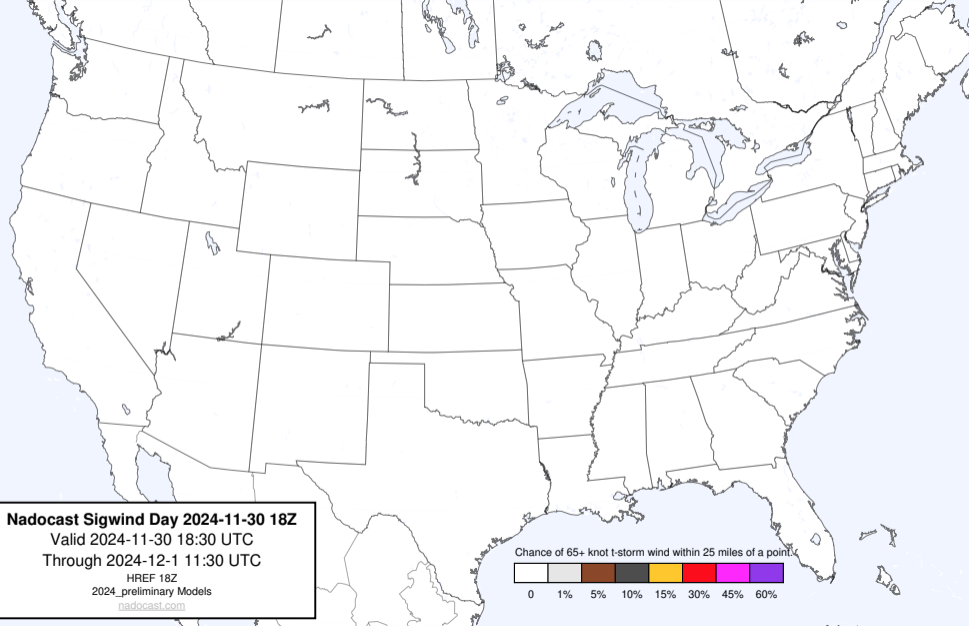 Nadocast Sigwind Day 2024-11-30 18Z
Valid 2024-11-30 18:30 UTC
Through 2024-12-1 11:30 UTC
HREF 18Z
2024_preliminary Models
nadocast.com
Chance of 65+ knot t-storm wind within 25 miles of a point.
0 1% 5% 10% 15% 30% 45% 60%